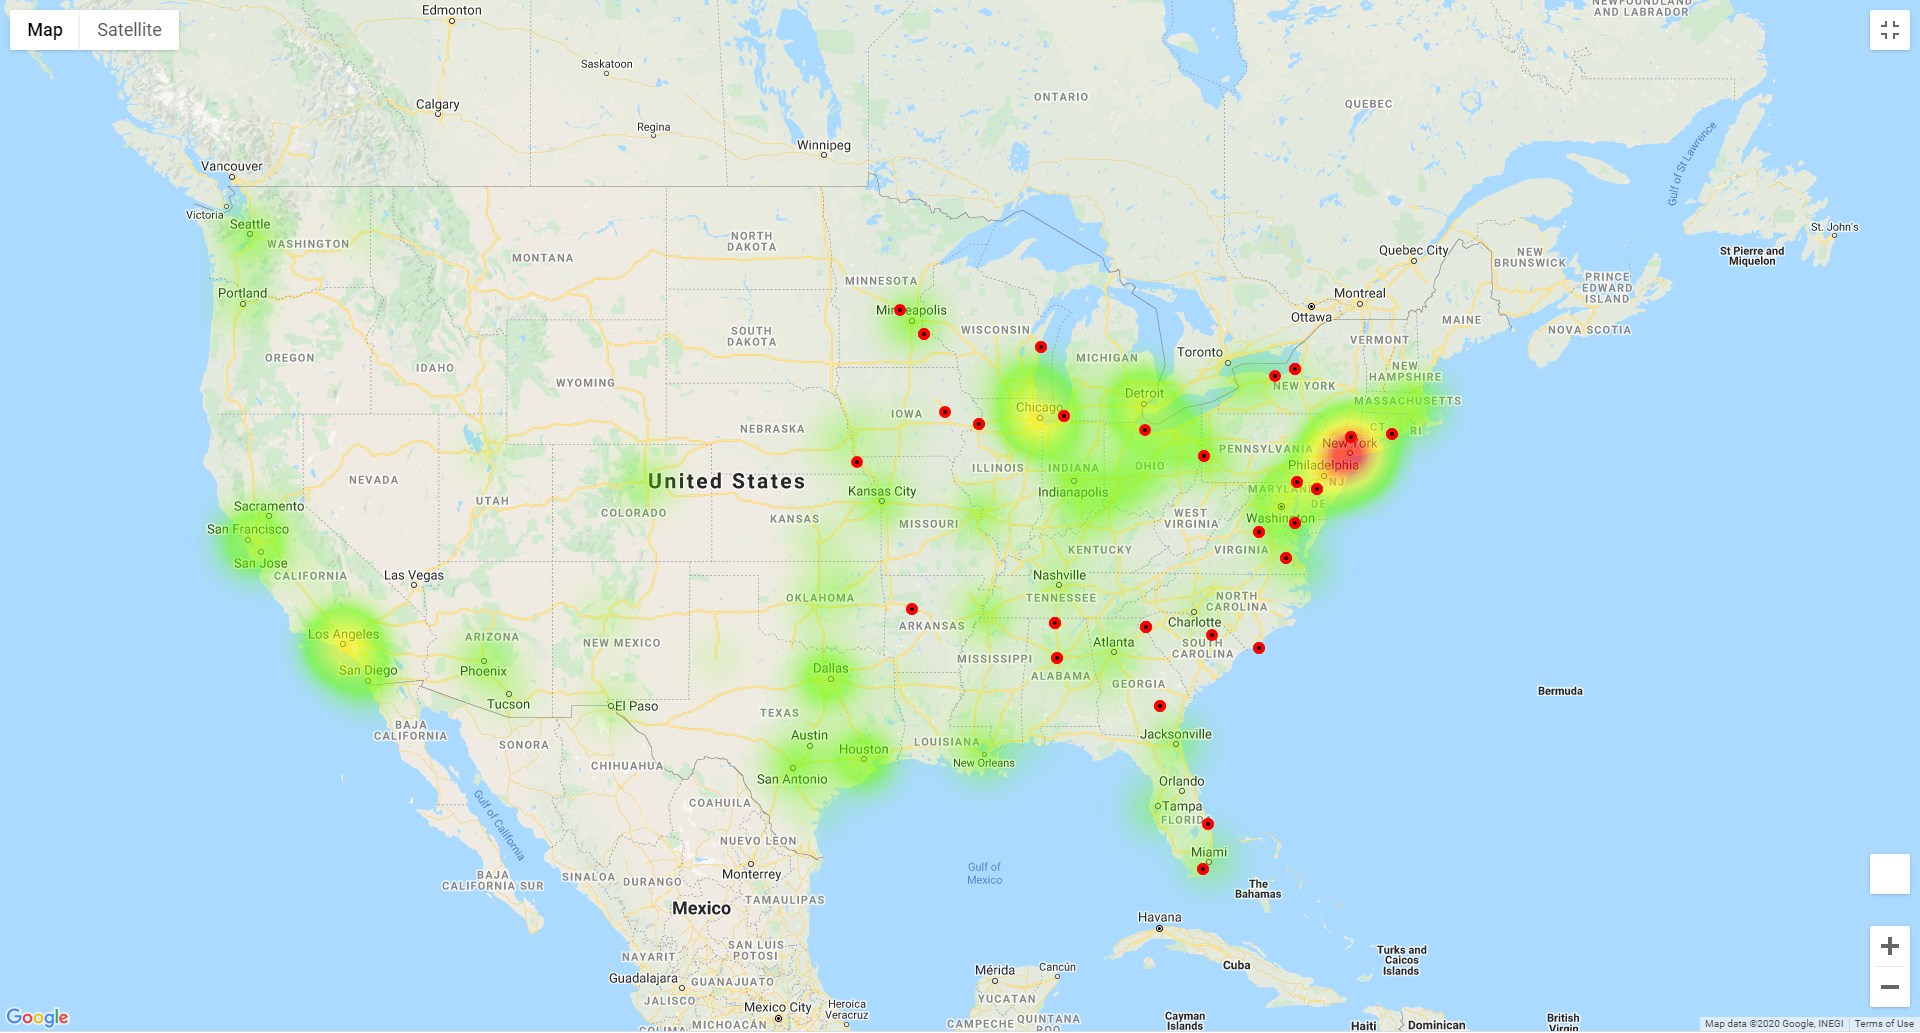 Map
Satellite
Edmonton
NEWFOUNDLAND
AND LABRADOR
Saskatoon
Calgary
ONTARIO
QUEBEC
Regina
Winnipeg
Gulf of St Lawrence
Vancouver
Victoria
Seattle
WASHINGTON
St. John's
NORTH
DAKOTA
MONTANA
Quebec City
NEW
BRUNSWICK
St Pierre and
Miquelon
MINNESOTA
PRINCE
EDWARD
ISLAND
Portland
Montreal
Ottawa
Minneapolis
WISCONSIN
MAINE
NOVA SCOTIA
SOUTH
DAKOTA
VERMONT
OREGON
MICHIGAN
Toronto
IDAHO
NEW
HAMPSHIRE
WYOMING
NEW YORK
Detroit
MASSACHUSETTS
Chicago
IOWA
NEBRASKA
CT
RI
New York
PENNSYLVANIA
Philadelphia
ILLINOIS
INDIANA
OHIO
NEVADA
United States
NJ
MARYLAND
Kansas City
Indianapolis
UTAH
DE
Sacramento
COLORADO
KANSAS
MISSOURI
WEST
VIRGINIA
Washington
San Francisco
KENTUCKY
VIRGINIA
San Jose
CALIFORNIA
Las Vegas
Nashville
OKLAHOMA
TENNESSEE
NORTH
CAROLINA
ARKANSAS
Charlotte
Los Angeles
ARIZONA
NEW MEXICO
Atlanta
SOUTH
CAROLINA
MISSISSIPPI
San Diego
Phoenix
Dallas
ALABAMA
GEORGIA
Bermuda
Tucson
El Paso
TEXAS
BAJA
CALIFORNIA
SONORA
Austin
Houston
LOUISIANA
Jacksonville
New Orleans
CHIHUAHUA
San Antonio
Orlando
Gulf of California
COAHUILA
Tampa
FLORIDA
NUEVO LEON
Miami
Gulf of
Mexico
Monterrey
BAJA
CALIFORNIA SUR
SINALOA
DURANGO
The
Bahamas
TAMAULIPAS
Mexico
Havana
SAN LUIS
POTOSI
NAYARIT
Turks and
Caicos
Islands
Cuba
Mérida
Cancún
Guadalajara
GUANAJUATO
JALISCO
YUCATAN
Mexico City
Heroica
Veracruz
MICHOACÁN
COLIMA
CAMPECHE
QUINTANA
ROO
Cayman
Islands
Haiti
Dominican
British
Virgin
Google
Map data ©2020 Google, INEGI
Terms of Use